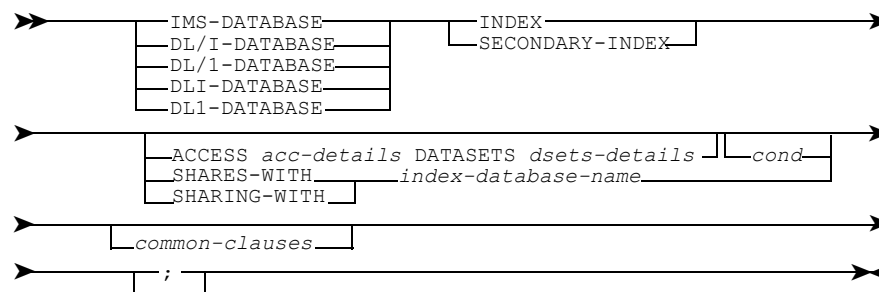 IMS-DATABASE INDEX
DL/I-DATABASE SECONDARY-INDEX
DL/1-DATABASE
DLI-DATABASE
DL1-DATABASE
ACCESS acc-details DATASETS dsets-details cond
SHARES-WITH index-database-name
SHARING-WITH
common-clauses
;